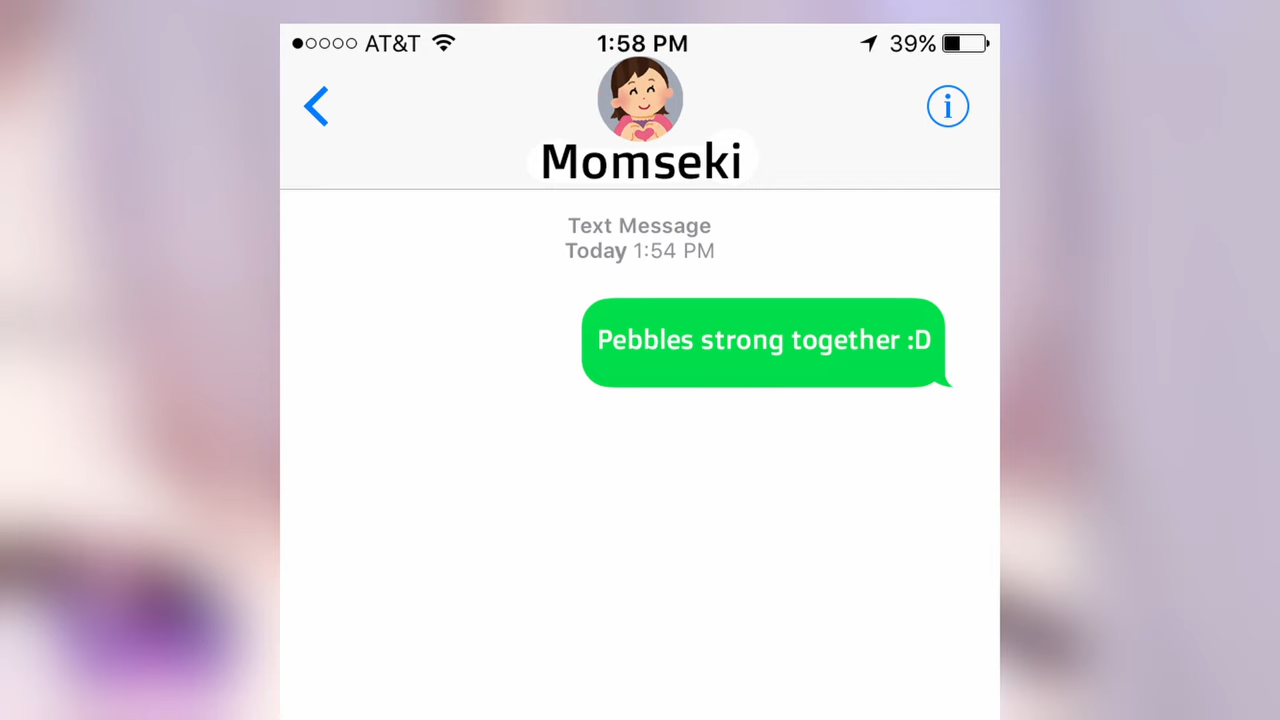 AT&T 1:58 PM 39%
Momseki
Text Message
Today 1:54 PM
Pebbles strong together :D